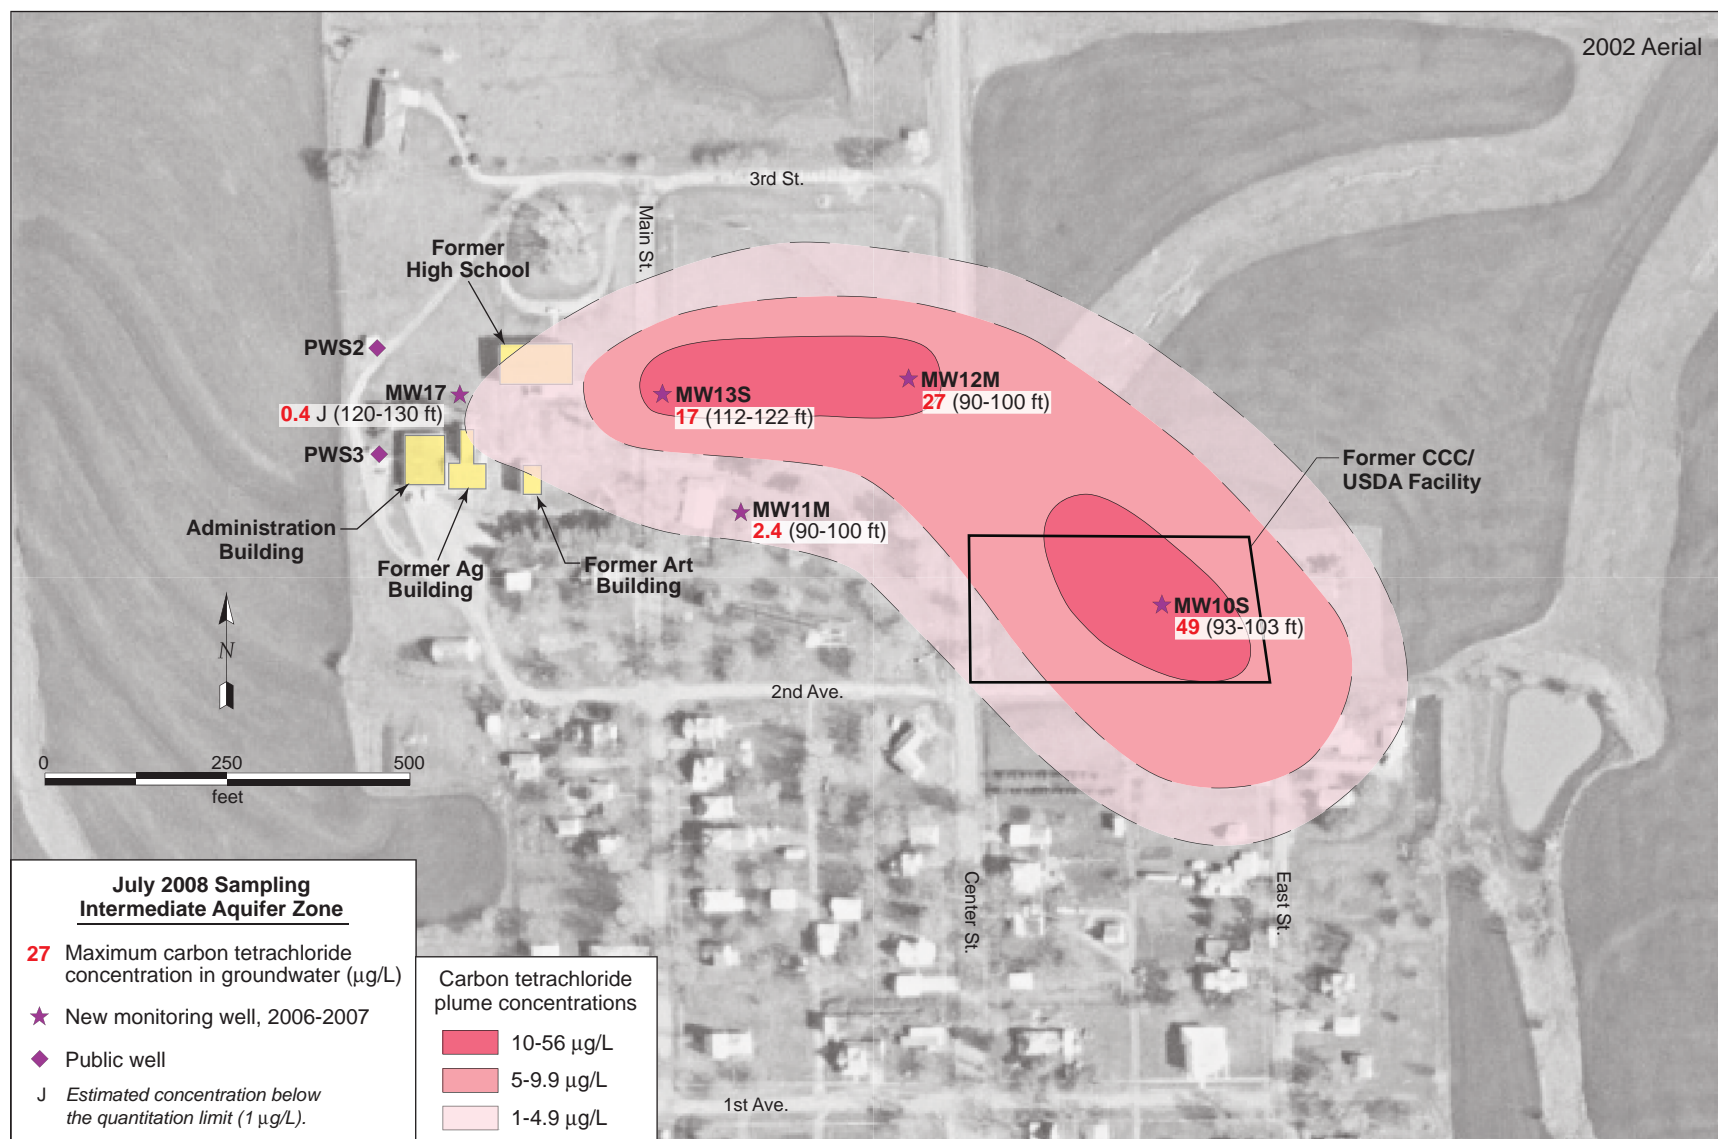 2002 Aerial
3rd St.
Main St.
Former
High School
PWS2
MW17
0.4 J (120-130 ft)
PWS3
MW13S
17 (112-122 ft)
MW12M
27 (90-100 ft)
Former CCC/
USDA Facility
MW11M
2.4 (90-100 ft)
Administration
Building
Former Ag
Building
Former Art
Building
MW10S
49 (93-103 ft)
N
2nd Ave.
0 250 500
feet
Center St.
East St.
1st Ave.
July 2008 Sampling
Intermediate Aquifer Zone
27 Maximum carbon tetrachloride
concentration in groundwater (µg/L)
New monitoring well, 2006-2007
Public well
J Estimated concentration below
the quantitation limit (1 µg/L).
Carbon tetrachloride
plume concentrations
10-56 µg/L
5-9.9 µg/L
1-4.9 µg/L